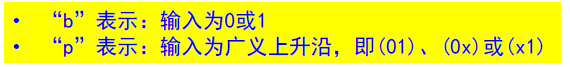 • “b”表示：输入为0或1
• “p”表示：输入为广义上升沿，即(01)、(0x)或(x1)